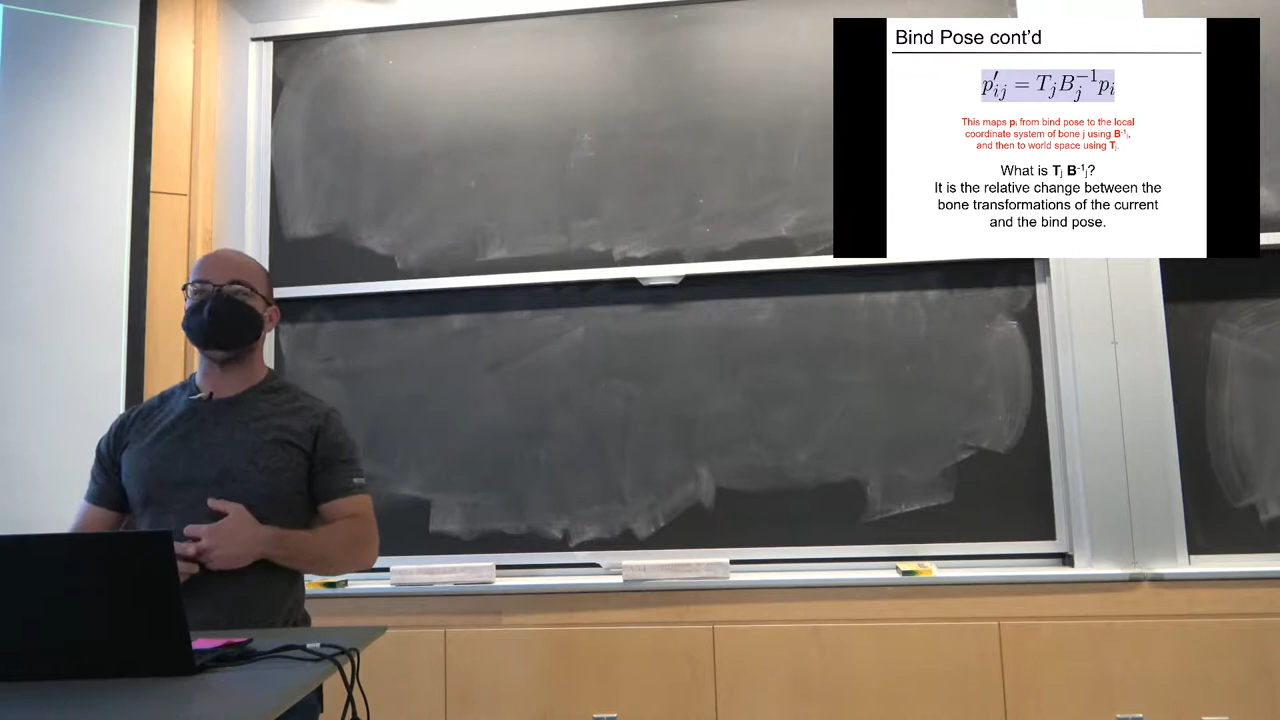 Bind Pose cont'd
p′ij = TjBj⁻¹pi
This maps pi from bind pose to the local
coordinate system of bone j using B⁻¹j,
and then to world space using Tj.
What is Tj B⁻¹j?
It is the relative change between the
bone transformations of the current
and the bind pose.